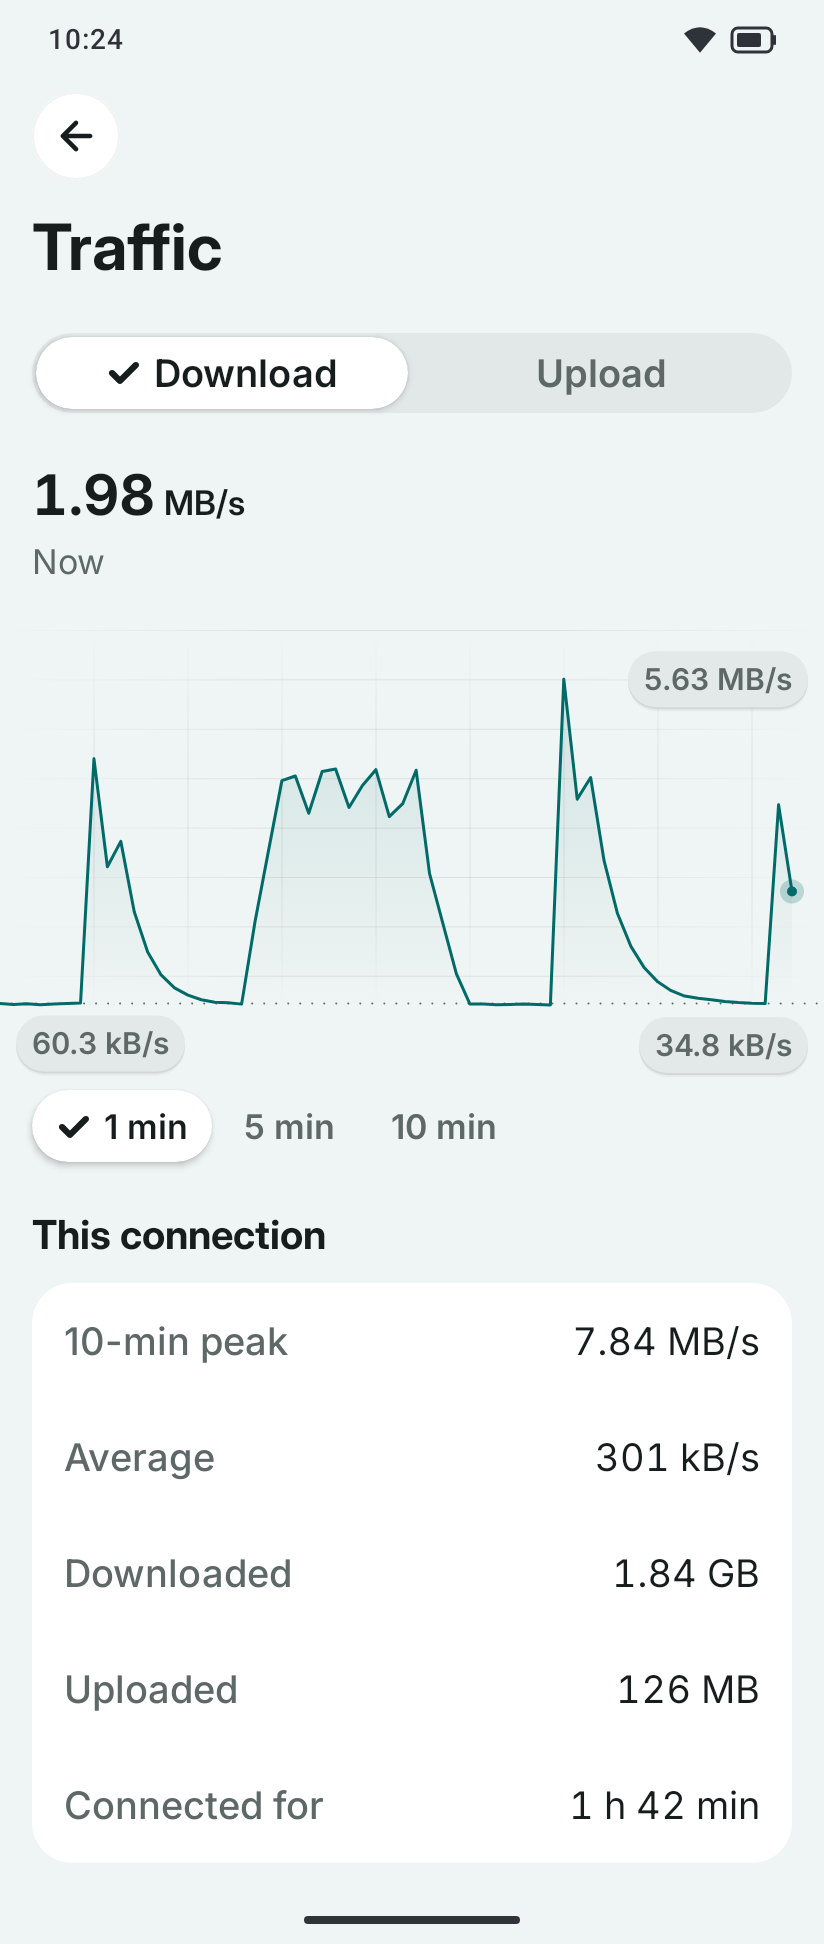 10:24
Traffic
Download
Upload
1.98 MB/s
Now
5.63 MB/s
60.3 kB/s
34.8 kB/s
1 min
5 min
10 min
This connection
10-min peak
7.84 MB/s
Average
301 kB/s
Downloaded
1.84 GB
Uploaded
126 MB
Connected for
1 h 42 min